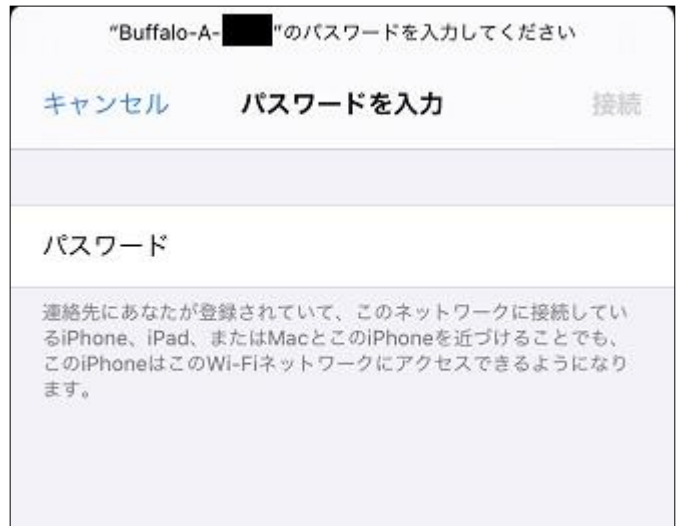 “Buffalo-A- “のパスワードを入力してください
キャンセル パスワードを入力 接続
パスワード
連絡先にあなたが登録されていて、このネットワークに接続してい
るiPhone、iPad、またはMacとこのiPhoneを近づけることでも、
このiPhoneはこのWi-Fiネットワークにアクセスできるようになり
ます。